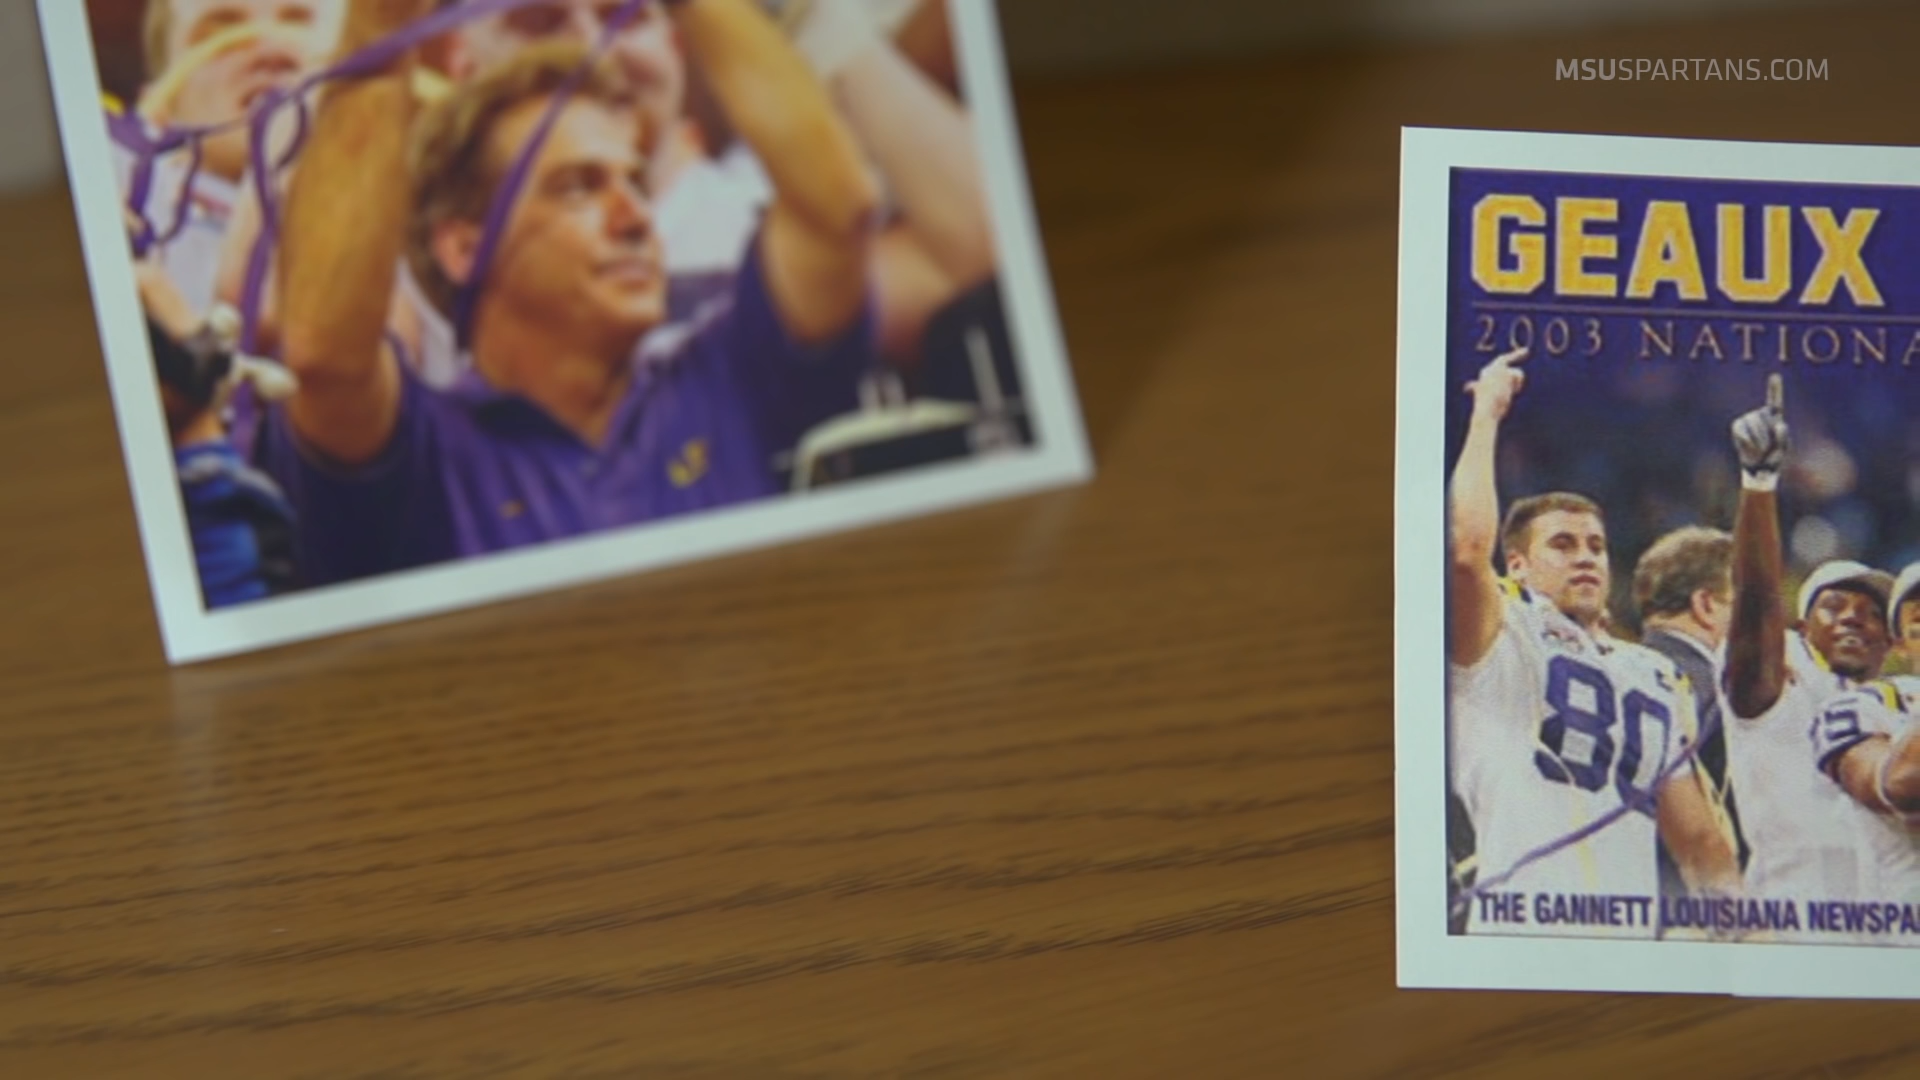 MSUSPARTANS.COM
GEAUX
2003 NATIONA
80
THE GANNETT LOUISIANA NEWSPA